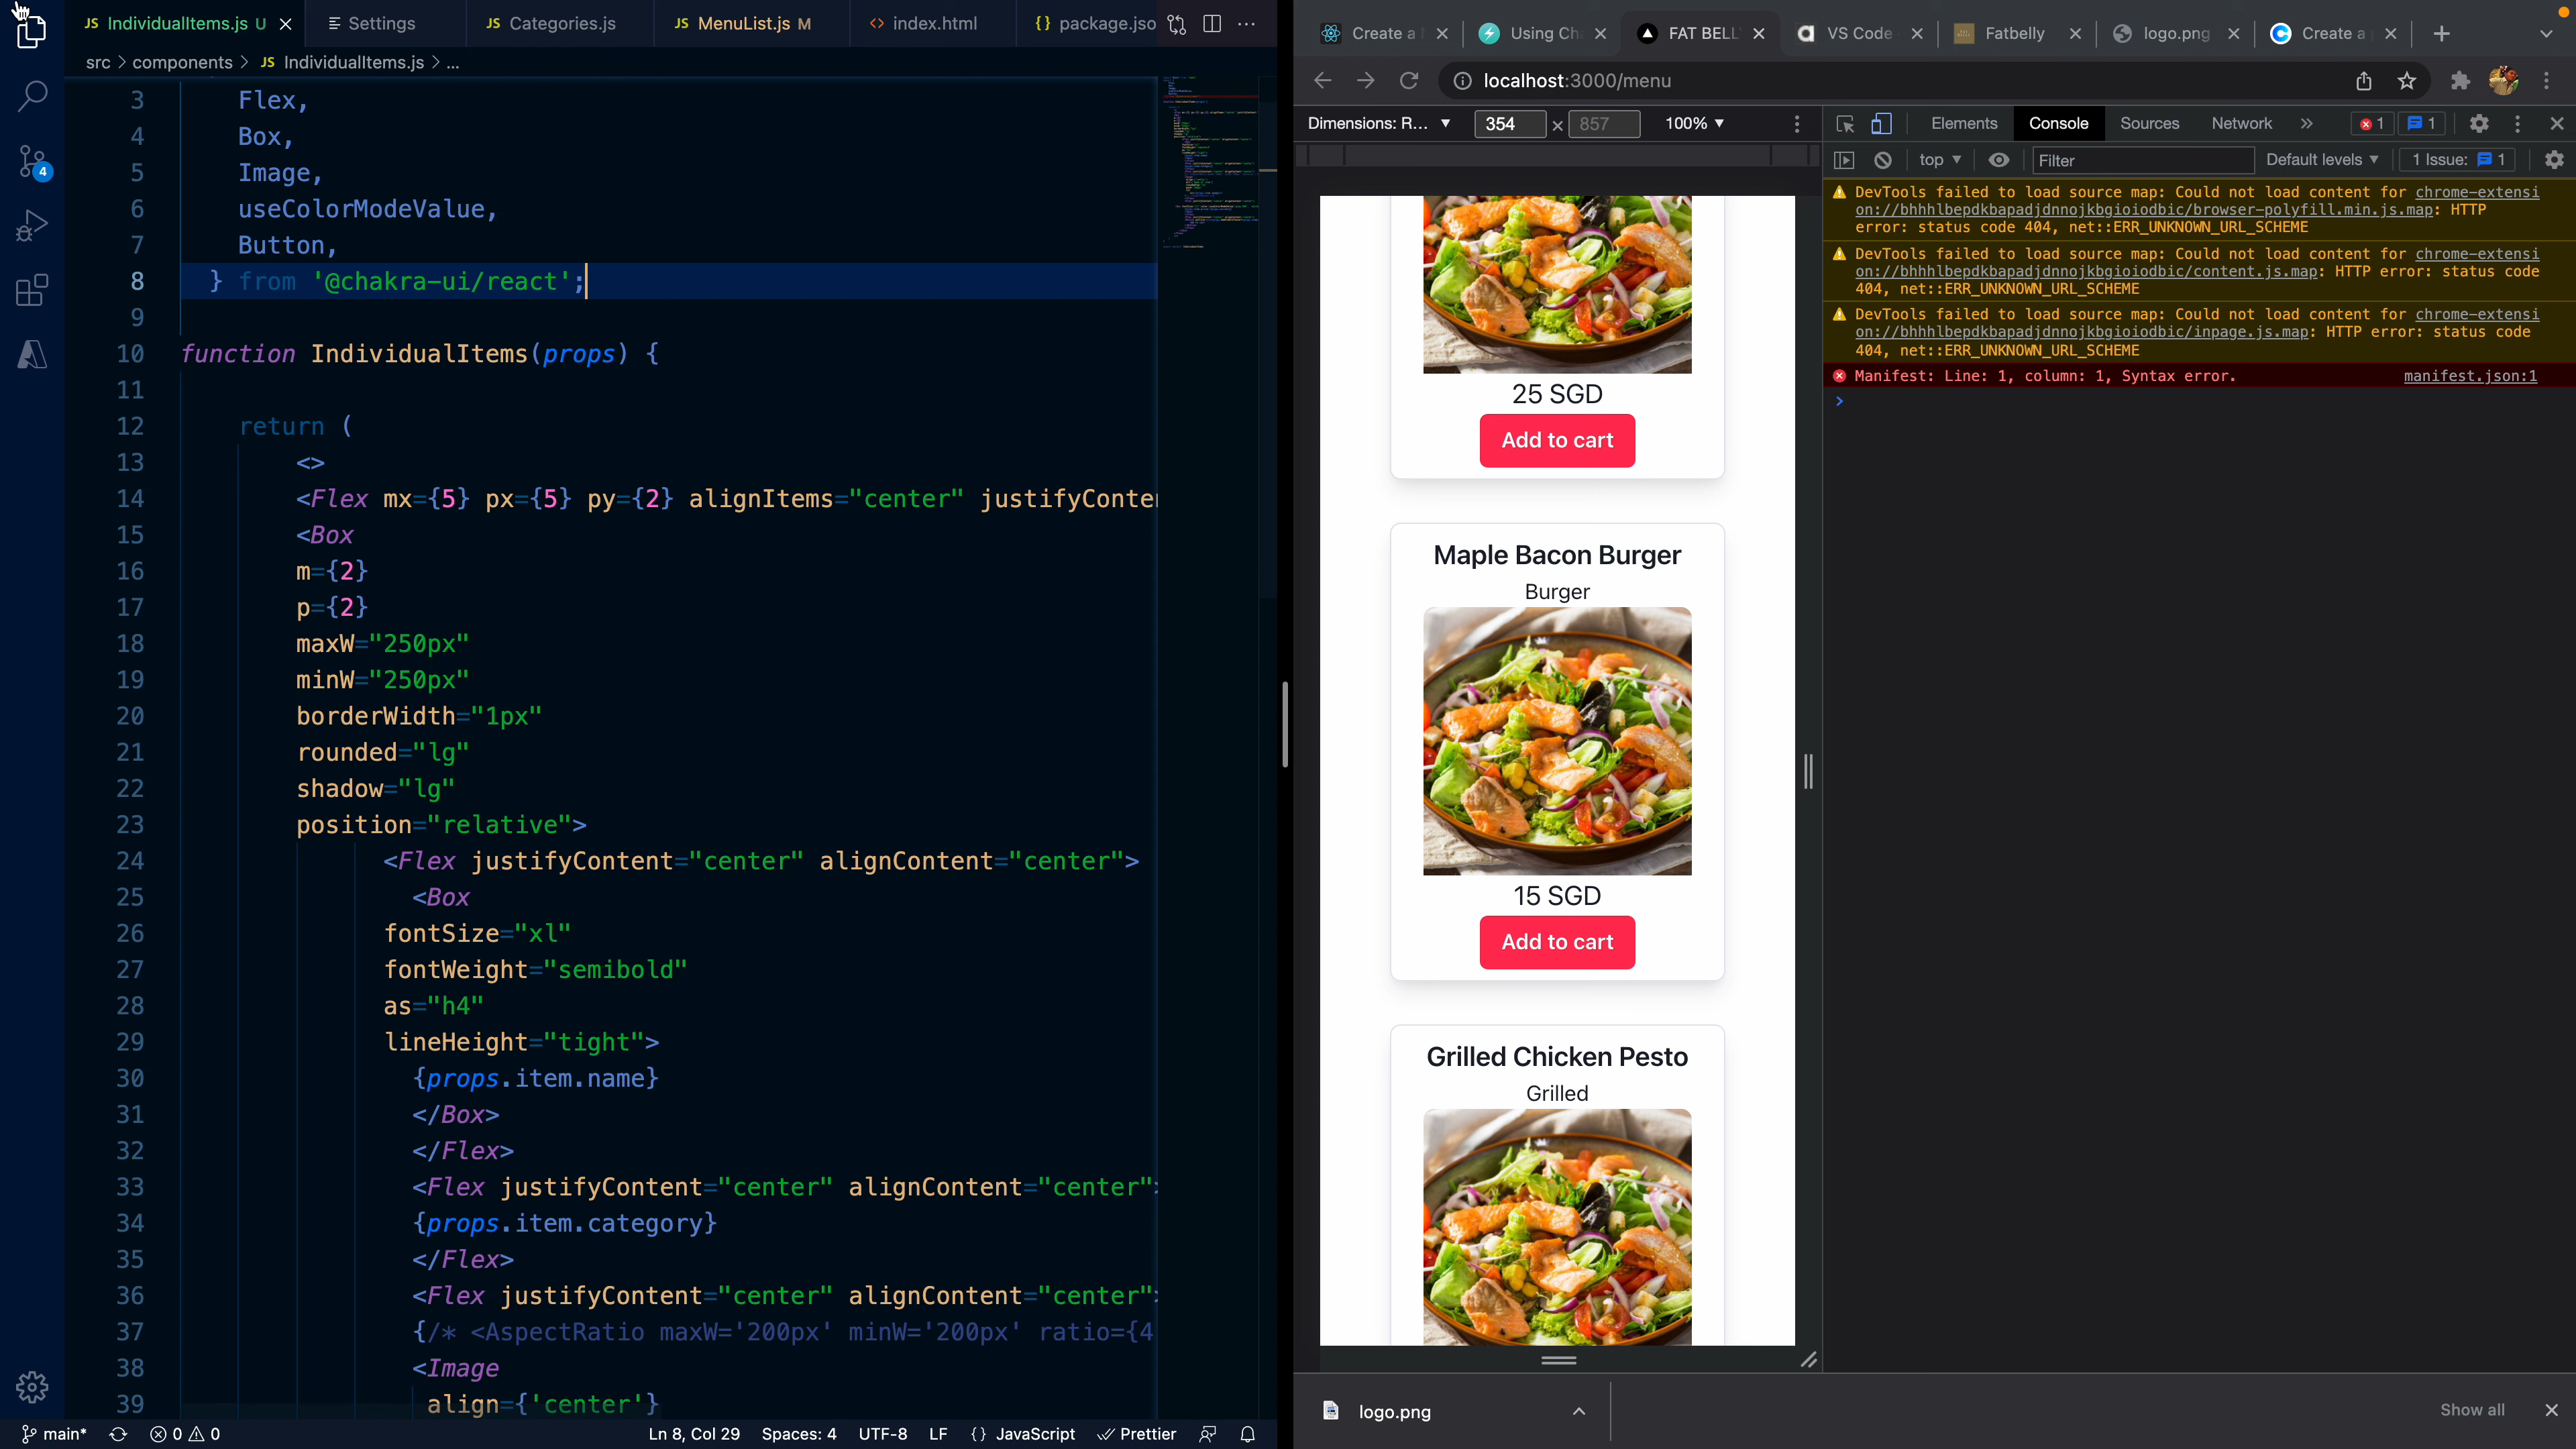 JS IndividualItems.js U
Settings
JS Categories.js
JS MenuList.js M
<> index.html
{} package.jso
src > components > JS IndividualItems.js > ...
3 Flex,
4 Box,
5 Image,
6 useColorModeValue,
7 Button,
8 } from '@chakra-ui/react';
9
10 function IndividualItems(props) {
11
12 return (
13 <>
14 <Flex mx={5} px={5} py={2} alignItems="center" justifyConte
15 <Box
16 m={2}
17 p={2}
18 maxW="250px"
19 minW="250px"
20 borderWidth="1px"
21 rounded="lg"
22 shadow="lg"
23 position="relative">
24 <Flex justifyContent="center" alignContent="center">
25 <Box
26 fontSize="xl"
27 fontWeight="semibold"
28 as="h4"
29 lineHeight="tight">
30 {props.item.name}
31 </Box>
32 </Flex>
33 <Flex justifyContent="center" alignContent="center"
34 {props.item.category}
35 </Flex>
36 <Flex justifyContent="center" alignContent="center"
37 {/* <AspectRatio maxW='200px' minW='200px' ratio={4
38 <Image
39 align={'center'}
4
main*
0 0
Ln 8, Col 29
Spaces: 4
UTF-8
LF
{} JavaScript
Prettier
Create a
Using Ch
FAT BELL
VS Code
Fatbelly
logo.png
Create a
localhost:3000/menu
Dimensions: R... 354 × 857 100%
Elements Console Sources Network » 1 1
top Filter Default levels 1 Issue: 1
DevTools failed to load source map: Could not load content for chrome-extensi
on://bhhhlbepdkbapadjdnnojkbgioiodbic/browser-polyfill.min.js.map: HTTP
error: status code 404, net::ERR_UNKNOWN_URL_SCHEME
DevTools failed to load source map: Could not load content for chrome-extensi
on://bhhhlbepdkbapadjdnnojkbgioiodbic/content.js.map: HTTP error: status code
404, net::ERR_UNKNOWN_URL_SCHEME
DevTools failed to load source map: Could not load content for chrome-extensi
on://bhhhlbepdkbapadjdnnojkbgioiodbic/inpage.js.map: HTTP error: status code
404, net::ERR_UNKNOWN_URL_SCHEME
Manifest: Line: 1, column: 1, Syntax error. manifest.json:1
25 SGD
Add to cart
Maple Bacon Burger
Burger
15 SGD
Add to cart
Grilled Chicken Pesto
Grilled
logo.png
Show all